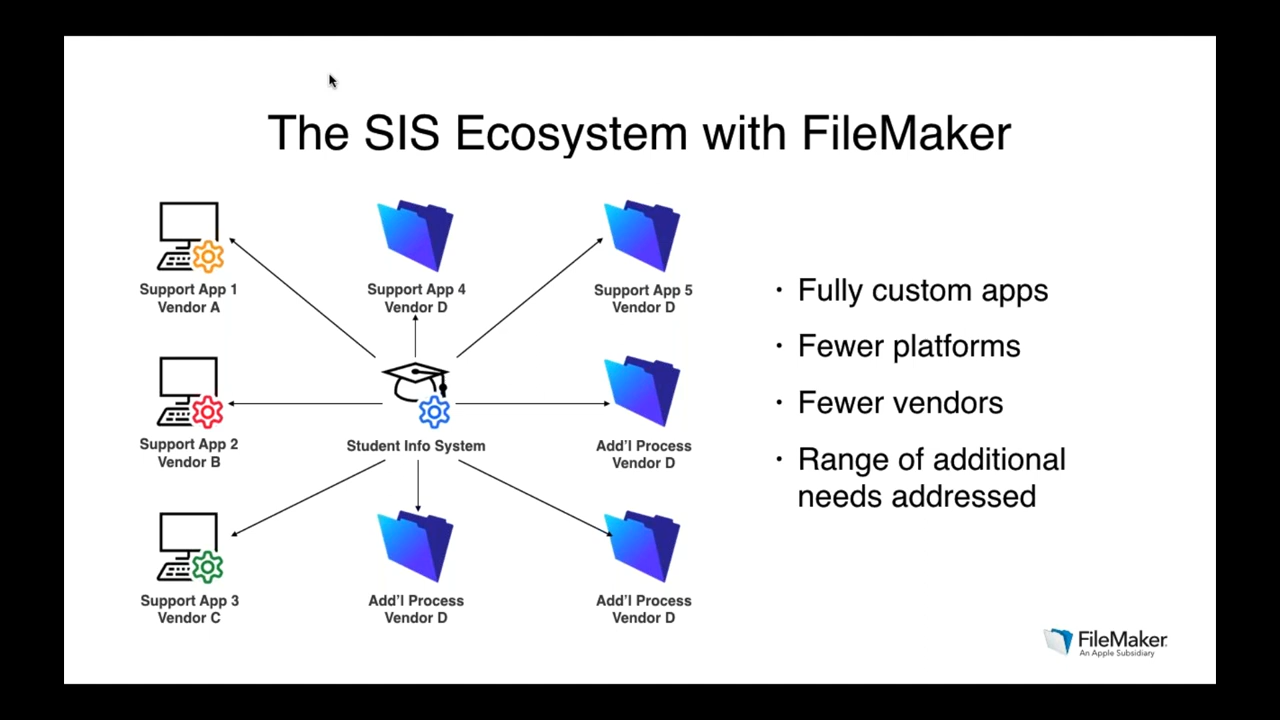 The SIS Ecosystem with FileMaker
Support App 1
Vendor A
Support App 4
Vendor D
Support App 5
Vendor D
Support App 2
Vendor B
Student Info System
Add'l Process
Vendor D
Support App 3
Vendor C
Add'l Process
Vendor D
Add'l Process
Vendor D
· Fully custom apps
· Fewer platforms
· Fewer vendors
· Range of additional
needs addressed
FileMaker
An Apple Subsidiary